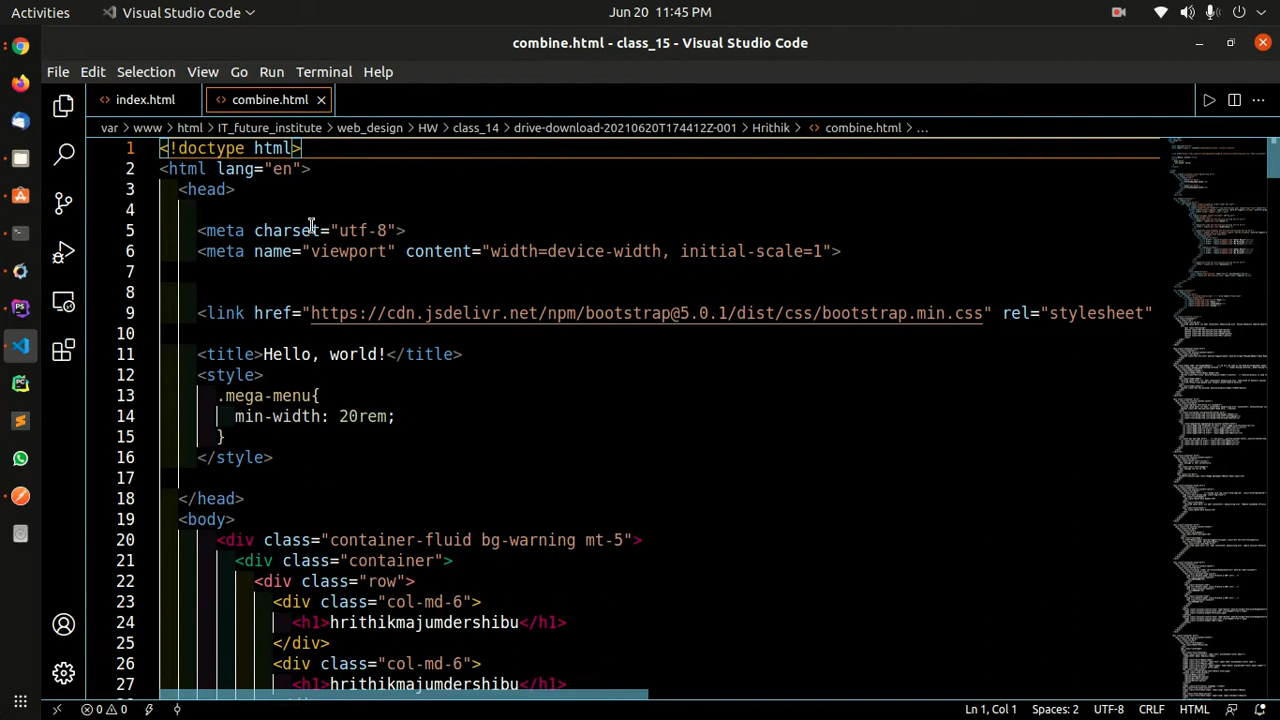 Activities
Visual Studio Code
Jun 20 11:45 PM
combine.html - class_15 - Visual Studio Code
File Edit Selection View Go Run Terminal Help
index.html combine.html
var > www > html > IT_future_institute > web_design > HW > class_14 > drive-download-20210620T174412Z-001 > Hrithik > combine.html > ...
1 <!doctype html>
2 <html lang="en">
3 <head>
4
5 <meta charset="utf-8">
6 <meta name="viewport" content="width=device-width, initial-scale=1">
7
8
9 <link href="https://cdn.jsdelivr.net/npm/bootstrap@5.0.1/dist/css/bootstrap.min.css" rel="stylesheet"
10
11 <title>Hello, world!</title>
12 <style>
13 .mega-menu{
14 min-width: 20rem;
15 }
16 </style>
17
18 </head>
19 <body>
20 <div class="container-fluid bg-warning mt-5">
21 <div class="container">
22 <div class="row">
23 <div class="col-md-6">
24 <h1>hrithikmajumdershibu</h1>
25 </div>
26 <div class="col-md-6">
27 <h1>hrithikmajumdershibu</h1>
0 0 Ln 1, Col 1 Spaces: 2 UTF-8 CRLF HTML